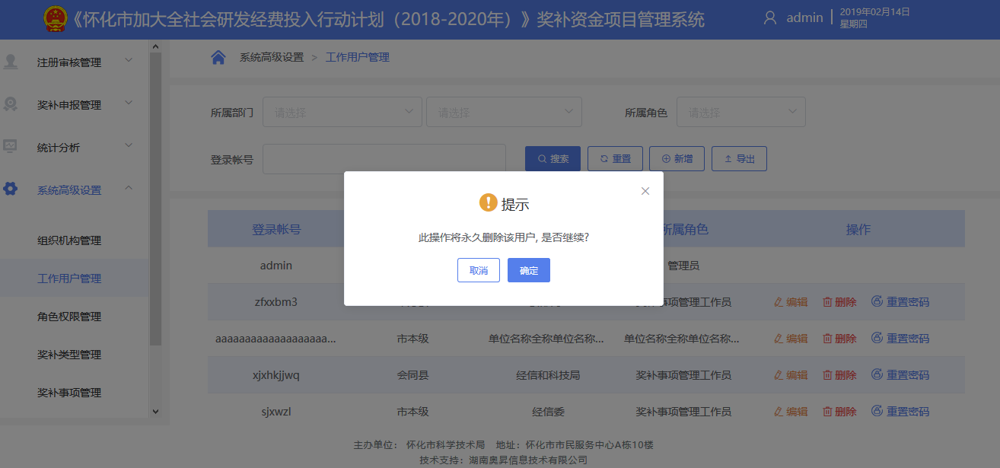 《怀化市加大全社会研发经费投入行动计划（2018-2020年）》奖补资金项目管理系统
admin
2019年02月14日
星期四
注册审核管理
奖补申报管理
统计分析
系统高级设置
组织机构管理
工作用户管理
角色权限管理
奖补类型管理
奖补事项管理
系统高级设置 > 工作用户管理
所属部门 请选择 请选择 所属角色 请选择
登录帐号 搜索 重置 新增 导出
提示
此操作将永久删除该用户, 是否继续?
取消 确定
登录帐号 所属角色 操作
admin 管理员
zfxxbm3 事项管理工作员 编辑 删除 重置密码
aaaaaaaaaaaaaaaaaaaa... 市本级 单位名称全称单位名称... 单位名称全称单位名称... 编辑 删除 重置密码
xjxhkjjwq 会同县 经信和科技局 奖补事项管理工作员 编辑 删除 重置密码
sjxwzl 市本级 经信委 奖补事项管理工作员 编辑 删除 重置密码
主办单位： 怀化市科学技术局 地址：怀化市市民服务中心A栋10楼
技术支持：湖南奥昇信息技术有限公司